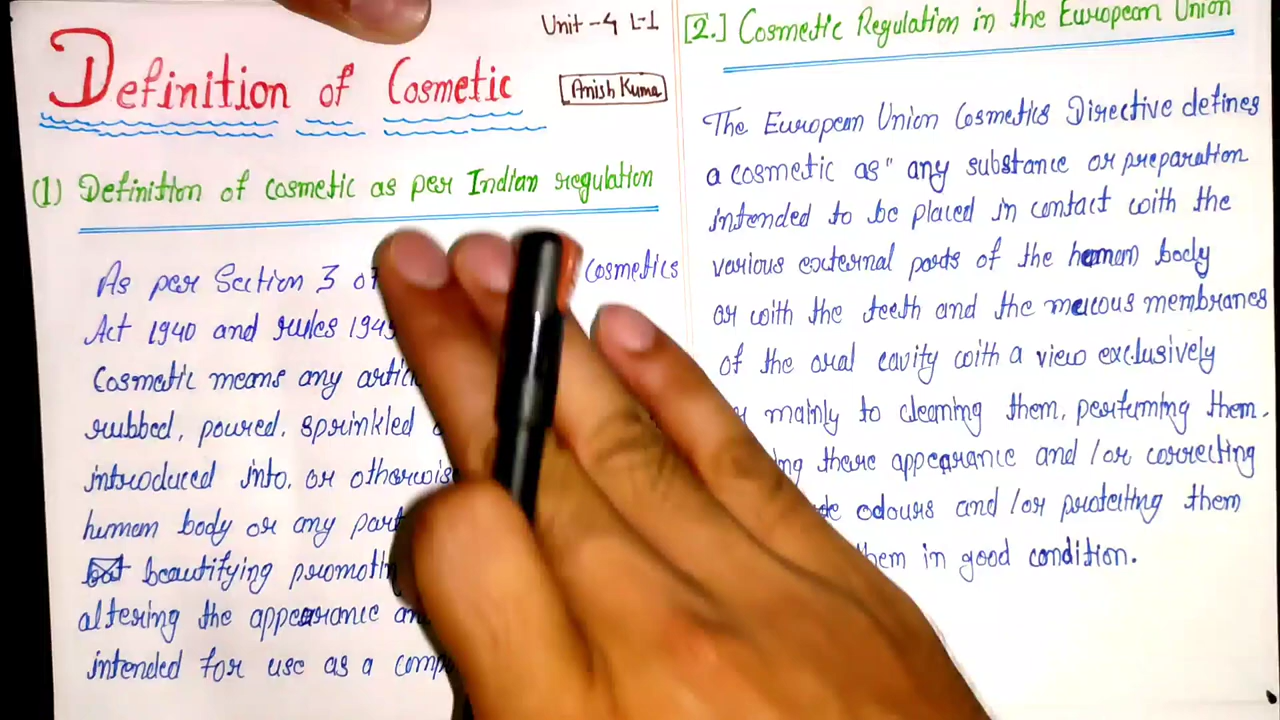 Unit-4 L-1
Definition of Cosmetic
Anish Kuma
(1) Definition of cosmetic as per Indian regulation
As per Section 3 of cosmetics
Act 1940 and rules 1945
Cosmetic means any
rubbed, poured, sprinkled
introduced into, or otherwise
human body or any part
beautifying
altering the appearance
intended for use as a
[2.] Cosmetic Regulation in the European Union
The European Union Cosmetics Directive defines
a cosmetic as" any substance or preparation
intended to be placed in contact with the
various external parts of the human body
or with the teeth and the mucous membranes
of the oral cavity with a view exclusively
mainly to cleaning them, perfuming them.
there appearance and /or correcting
odours and /or protecting them
them in good condition.